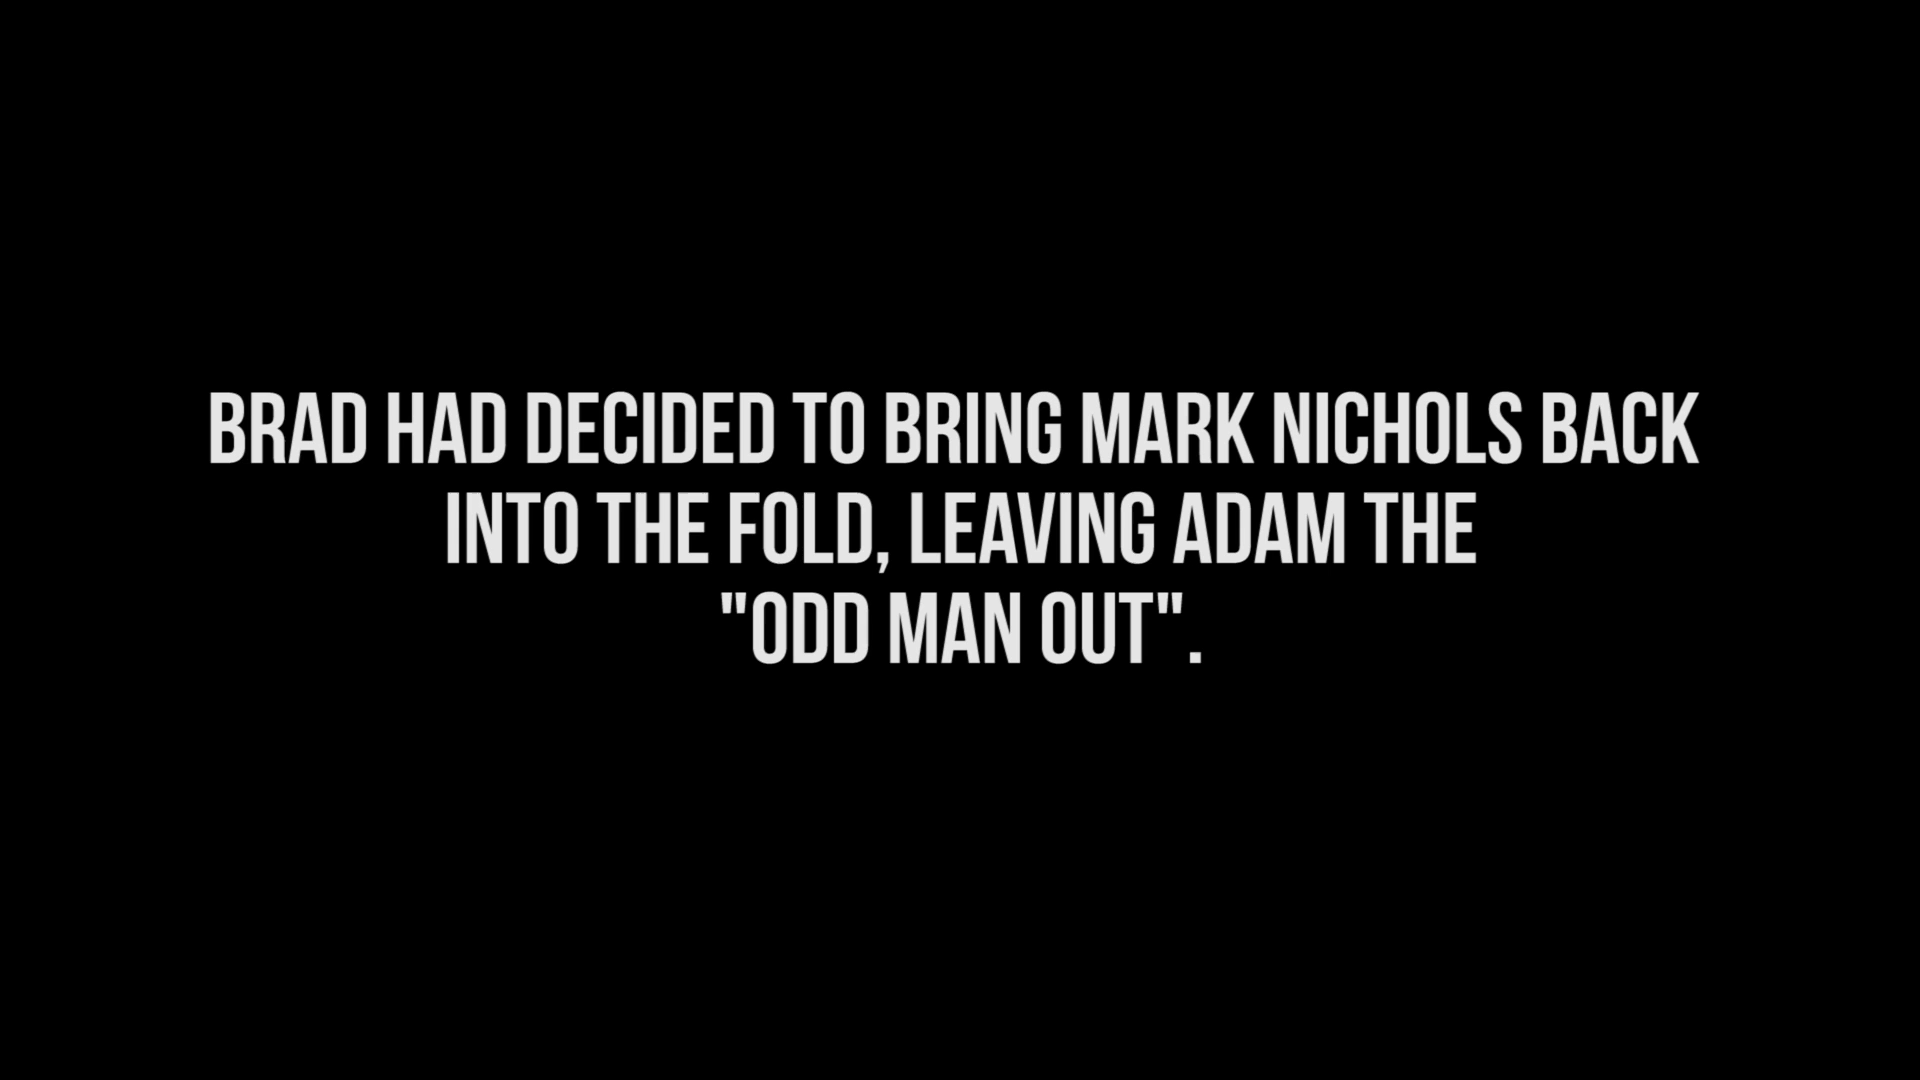 BRAD HAD DECIDED TO BRING MARK NICHOLS BACK
INTO THE FOLD, LEAVING ADAM THE
"ODD MAN OUT".